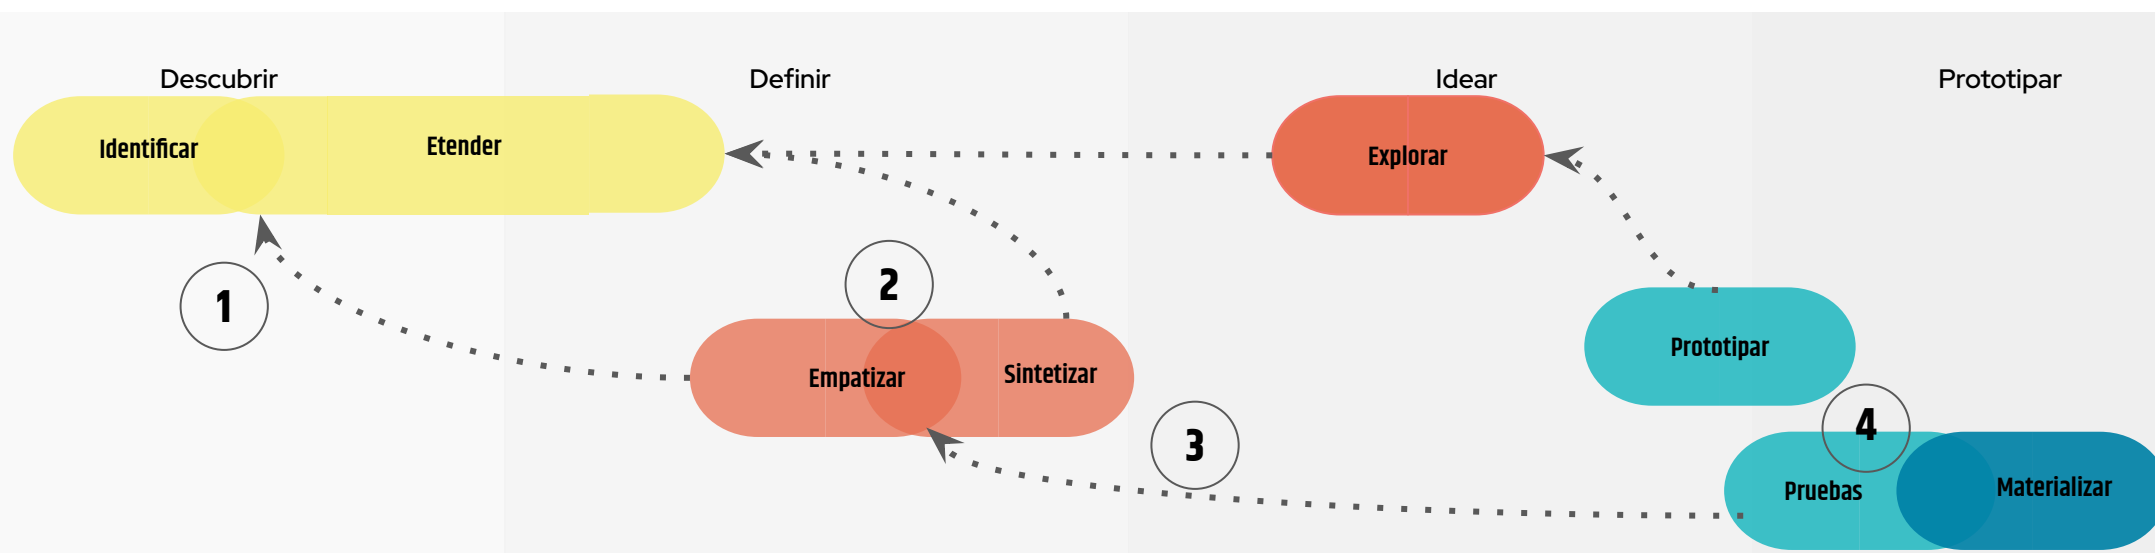 Descubrir
Definir
Idear
Prototipar
Identificar
Etender
Explorar
1
2
Prototipar
Empatizar
Sintetizar
3
4
Pruebas
Materializar